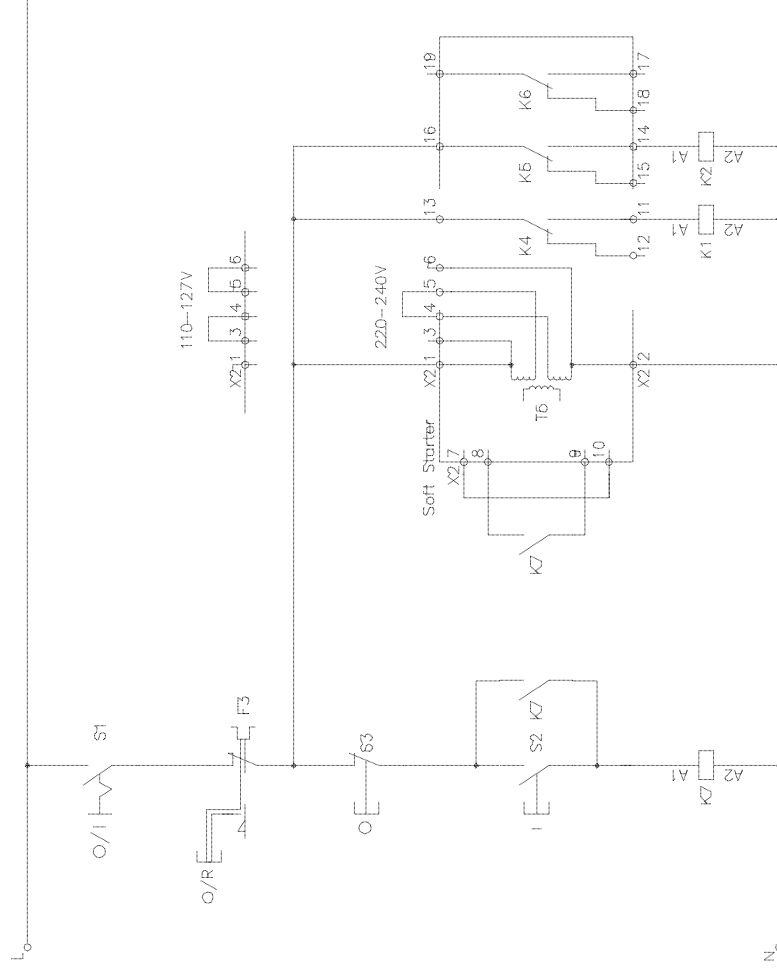 L
N
O/I
S1
O/R
F3
O
S3
I
S2
K7
K7
A1
A2
Soft Starter
X2
7
8
9
10
K7
110-127V
X2
1
3
4
5
6
220-240V
X2
1
3
4
5
6
T6
X2
2
13
K4
12
11
A1
K1
A2
16
K5
15
14
A1
K2
A2
19
K6
18
17